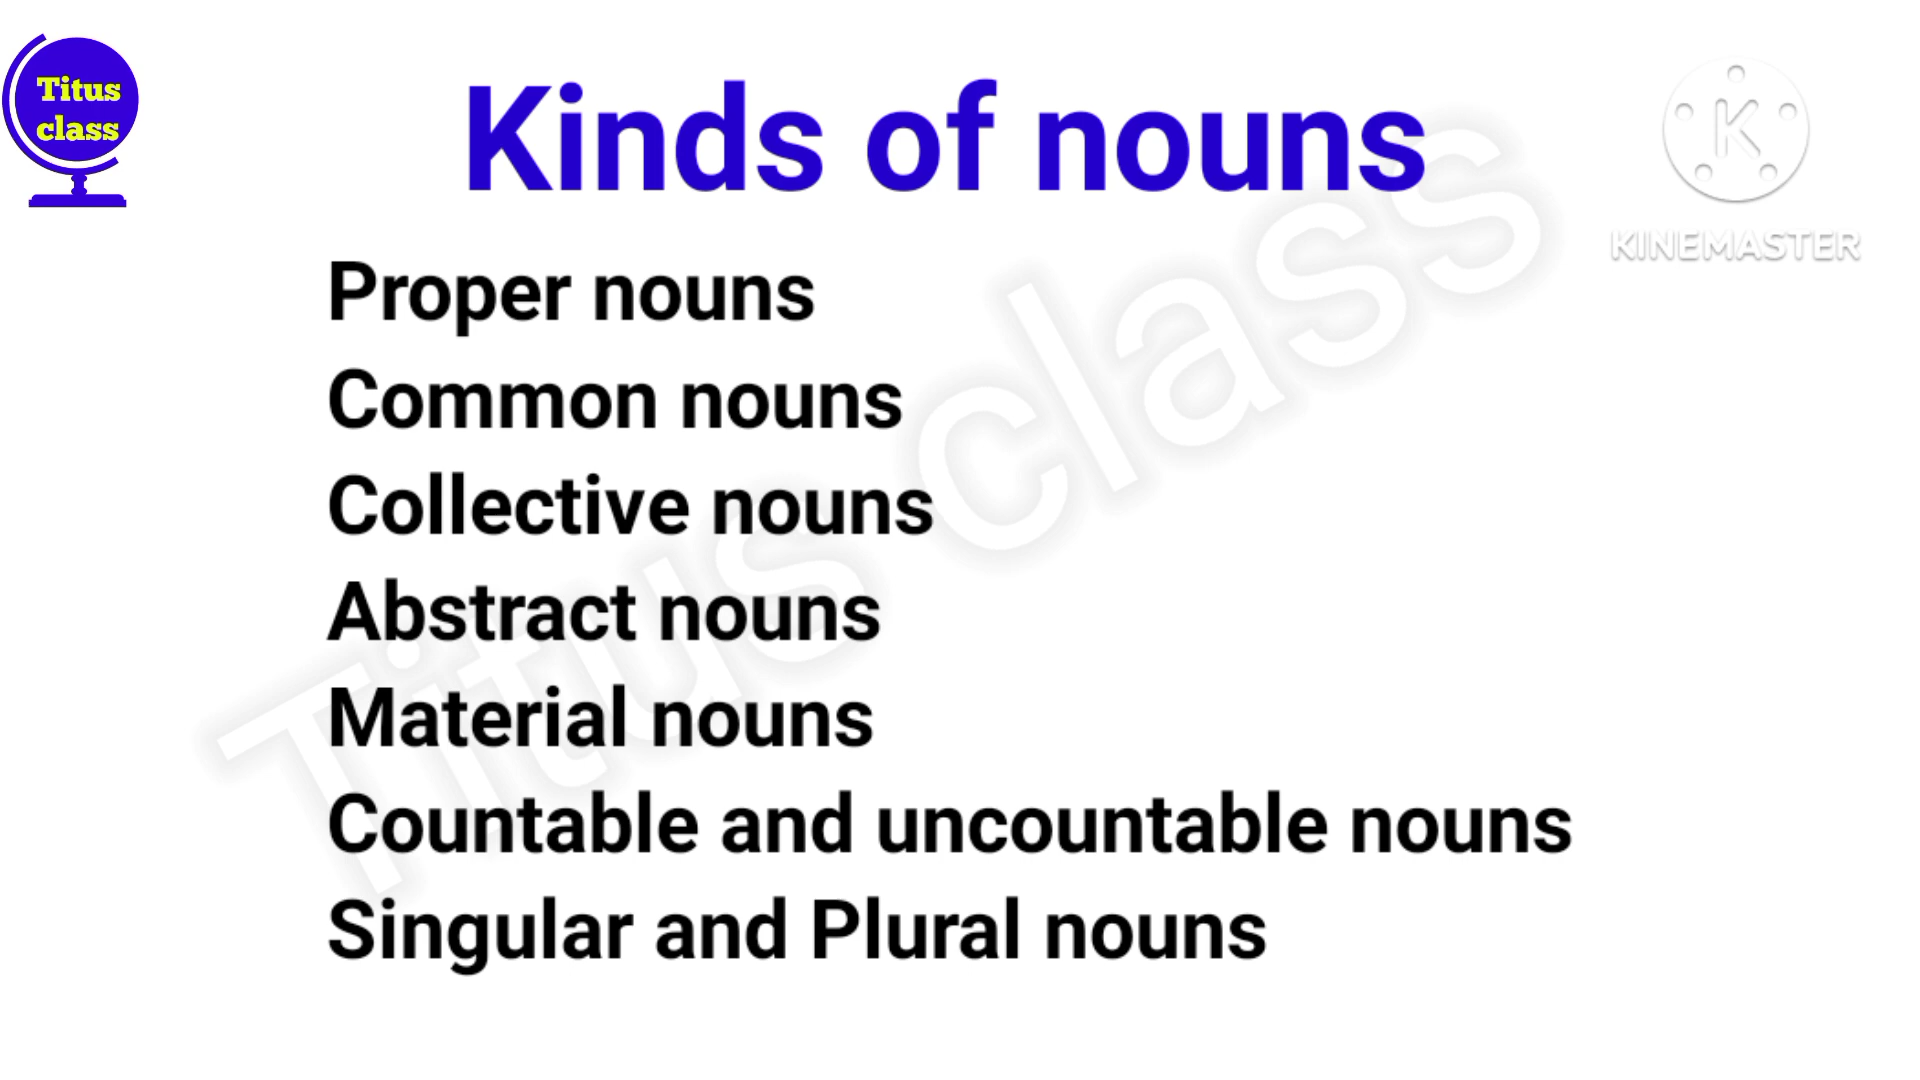 Titus
class
Kinds of nouns
K
KINEMASTER
Proper nouns
Common nouns
Collective nouns
Abstract nouns
Material nouns
Countable and uncountable nouns
Singular and Plural nouns
Titus class